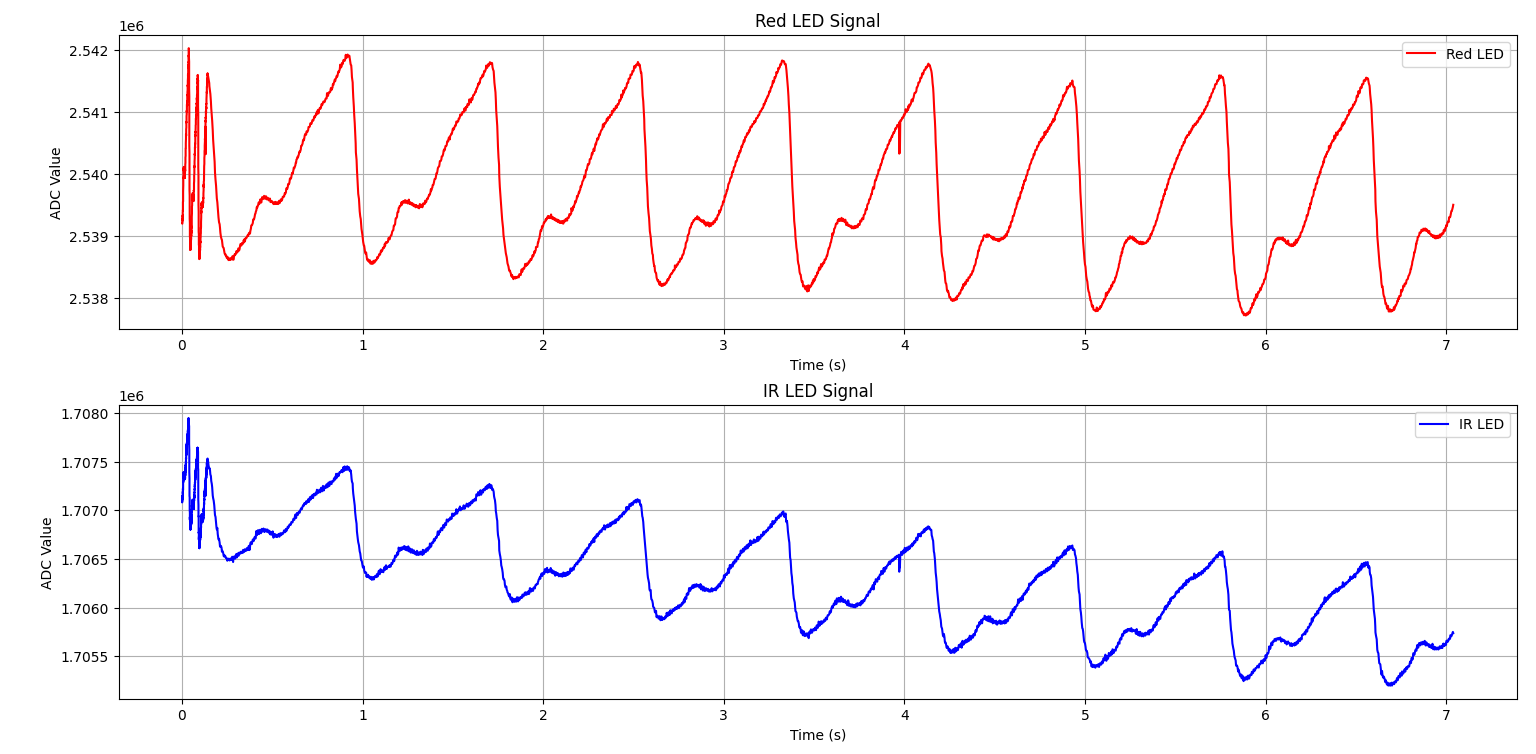 Red LED Signal
1e6
2.542
2.541
2.540
2.539
2.538
ADC Value
Red LED
0 1 2 3 4 5 6 7
Time (s)
IR LED Signal
1e6
1.7080
1.7075
1.7070
1.7065
1.7060
1.7055
ADC Value
IR LED
0 1 2 3 4 5 6 7
Time (s)